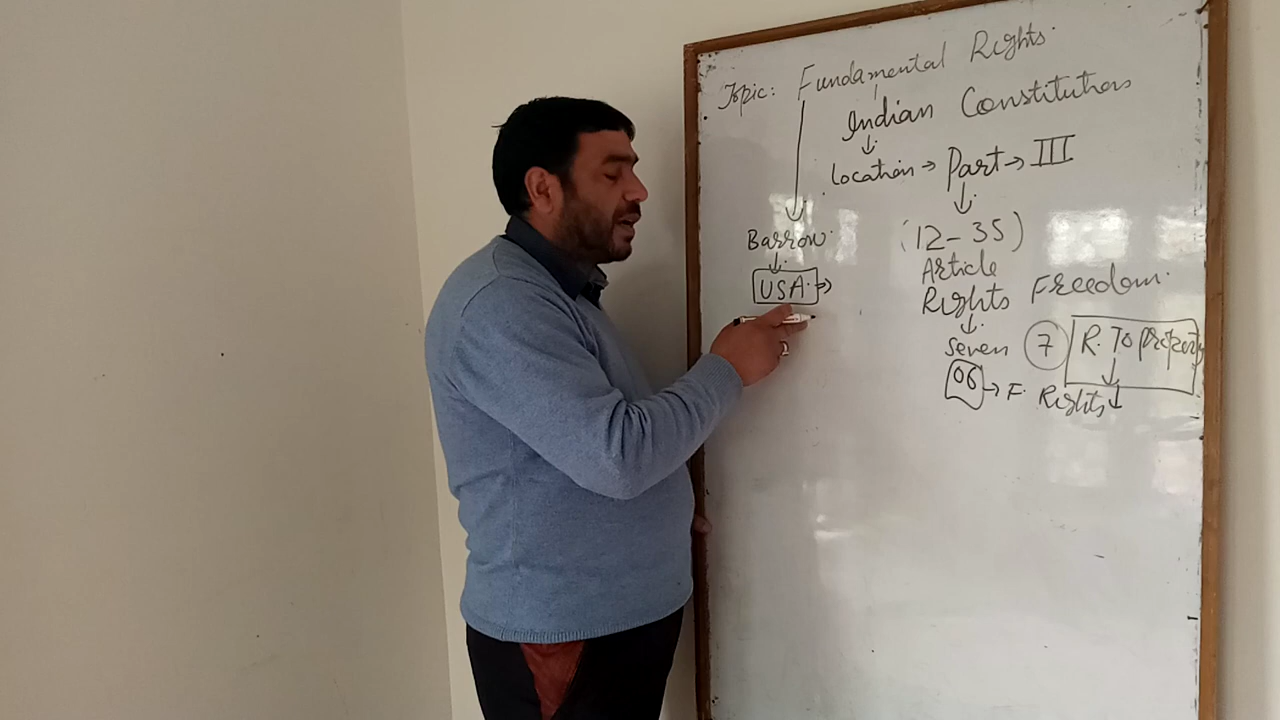 Topic: Fundamental Rights.
Indian Constitution
↓
Location → Part → III
↓
Barrow. (12-35)
↓ Article
USA. → Rights Freedom.
↓
Seven 7 R. To property
06 → F. Rights ↓